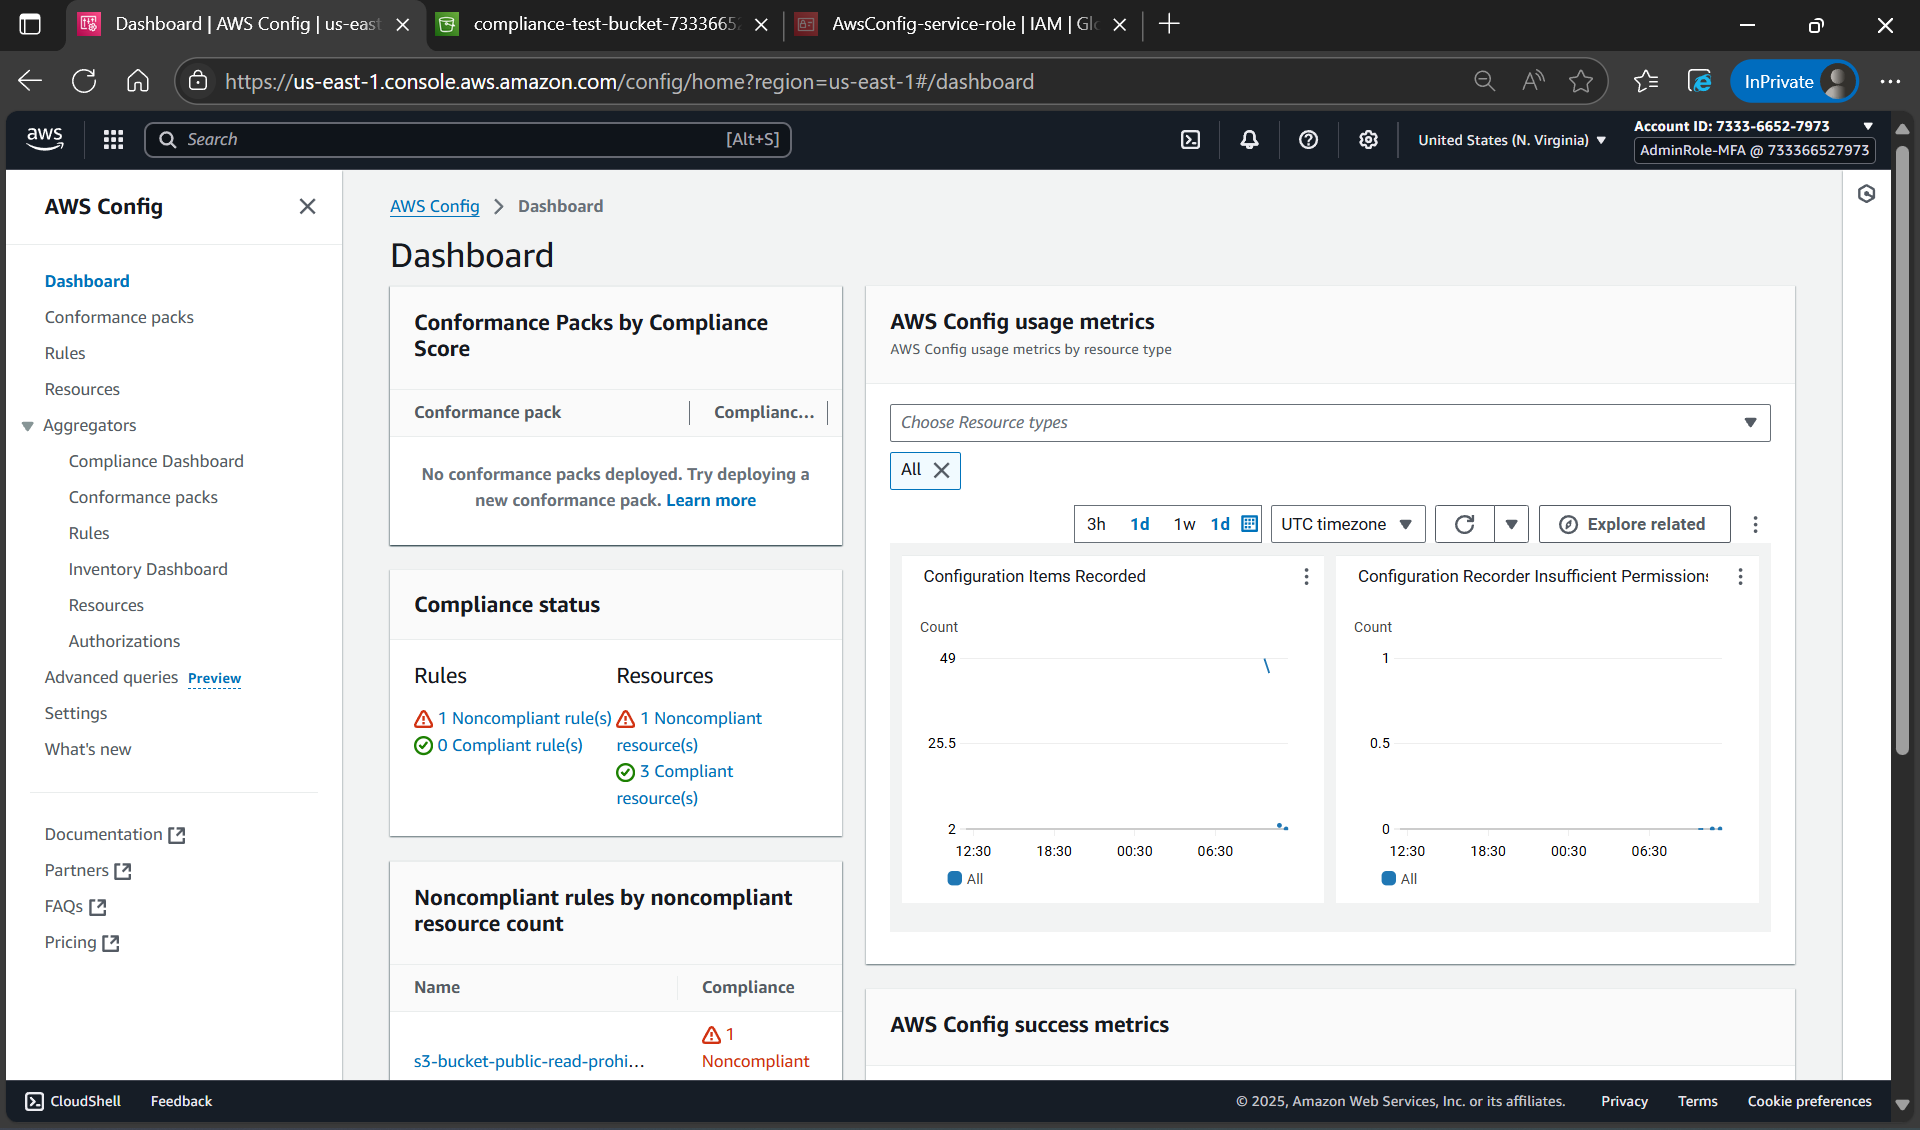 Dashboard | AWS Config | us-east
compliance-test-bucket-73336652
AwsConfig-service-role | IAM | Glo
https://us-east-1.console.aws.amazon.com/config/home?region=us-east-1#/dashboard
InPrivate
aws
Search
[Alt+S]
United States (N. Virginia)
Account ID: 7333-6652-7973
AdminRole-MFA @ 733366527973
AWS Config
Dashboard
Conformance packs
Rules
Resources
Aggregators
Compliance Dashboard
Conformance packs
Rules
Inventory Dashboard
Resources
Authorizations
Advanced queries Preview
Settings
What's new
Documentation
Partners
FAQs
Pricing
AWS Config > Dashboard
Dashboard
Conformance Packs by Compliance
Score
Conformance pack
Complianc...
No conformance packs deployed. Try deploying a
new conformance pack. Learn more
Compliance status
Rules
1 Noncompliant rule(s)
0 Compliant rule(s)
Resources
1 Noncompliant
resource(s)
3 Compliant
resource(s)
Noncompliant rules by noncompliant
resource count
Name
Compliance
s3-bucket-public-read-prohi...
1
Noncompliant
AWS Config usage metrics
AWS Config usage metrics by resource type
Choose Resource types
All
3h 1d 1w 1d
UTC timezone
Explore related
Configuration Items Recorded
Count
49
25.5
2
12:30 18:30 00:30 06:30
All
Configuration Recorder Insufficient Permissions
Count
1
0.5
0
12:30 18:30 00:30 06:30
All
AWS Config success metrics
CloudShell
Feedback
© 2025, Amazon Web Services, Inc. or its affiliates.
Privacy
Terms
Cookie preferences